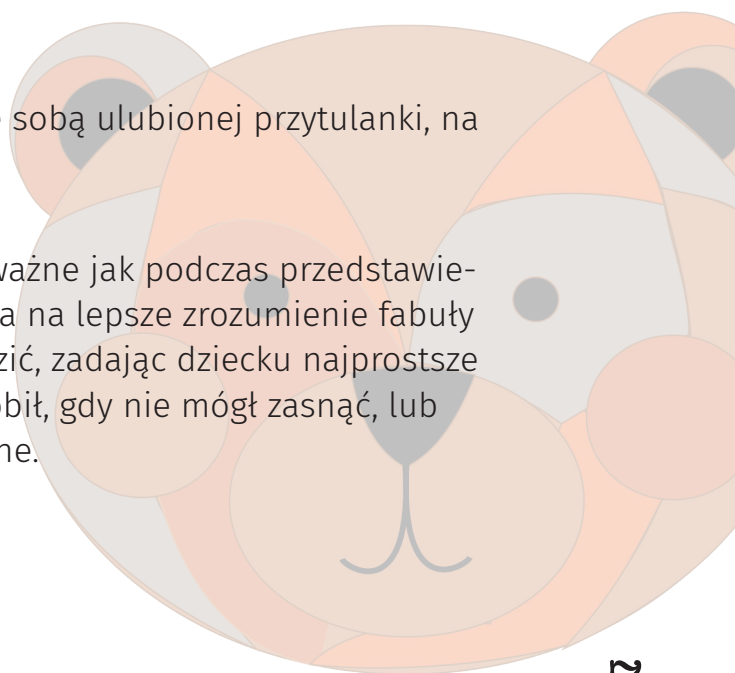 sobą ulubionej przytulanki, na
ważne jak podczas przedstawie-
a na lepsze zrozumienie fabuły
zić, zadając dziecku najprostsze
bił, gdy nie mógł zasnąć, lub
ne.